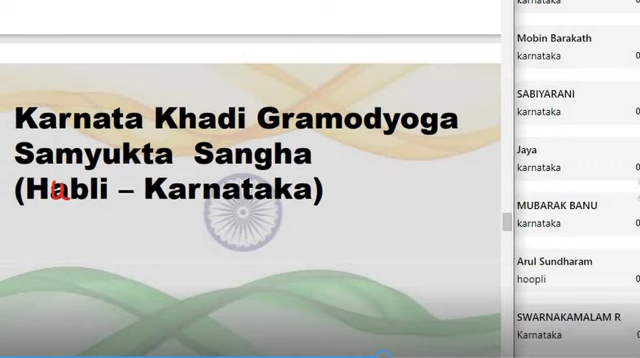 Karnata Khadi Gramodyoga
Samyukta Sangha
(Hubli – Karnataka)
karnataka
Mobin Barakath
karnataka
SABIYARANI
karnataka
Jaya
karnataka
MUBARAK BANU
karnataka
Arul Sundharam
hoopli
SWARNAKAMALAM R
Karnataka